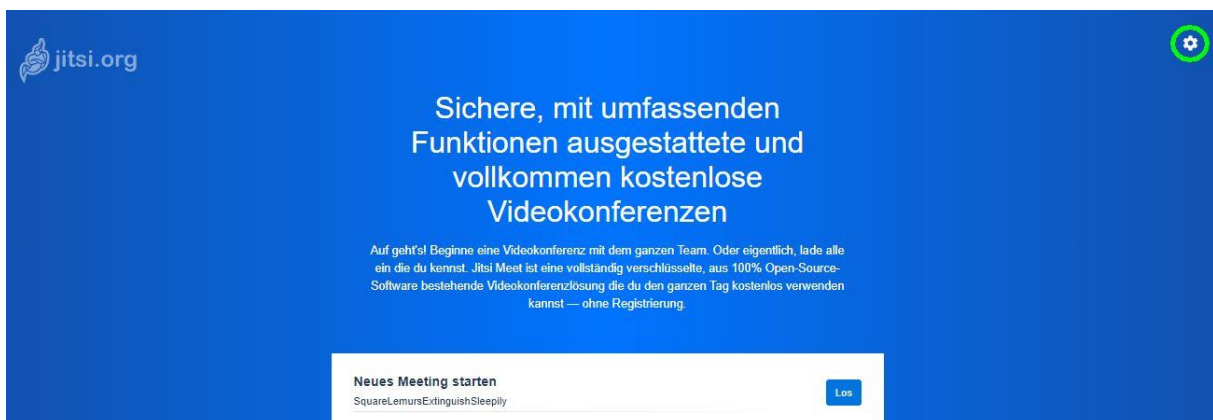 jitsi.org
Sichere, mit umfassenden
Funktionen ausgestattete und
vollkommen kostenlose
Videokonferenzen
Auf geht's! Beginne eine Videokonferenz mit dem ganzen Team. Oder eigentlich, lade alle
ein die du kennst. Jitsi Meet ist eine vollständig verschlüsselte, aus 100% Open-Source-
Software bestehende Videokonferenzlösung die du den ganzen Tag kostenlos verwenden
kannst — ohne Registrierung.
Neues Meeting starten
SquareLemursExtinguishSleepily
Los